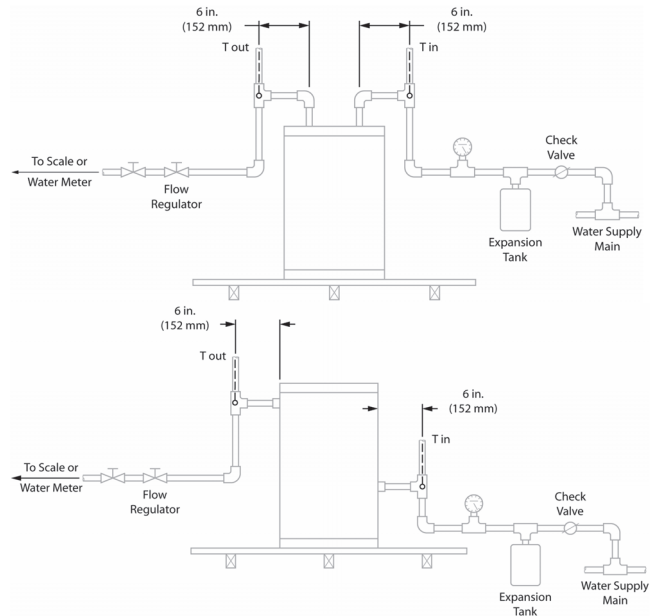 6 in.
(152 mm)
6 in.
(152 mm)
T out
T in
To Scale or
Water Meter
Flow
Regulator
Check
Valve
Expansion
Tank
Water Supply
Main
6 in.
(152 mm)
T out
6 in.
(152 mm)
T in
To Scale or
Water Meter
Flow
Regulator
Check
Valve
Expansion
Tank
Water Supply
Main